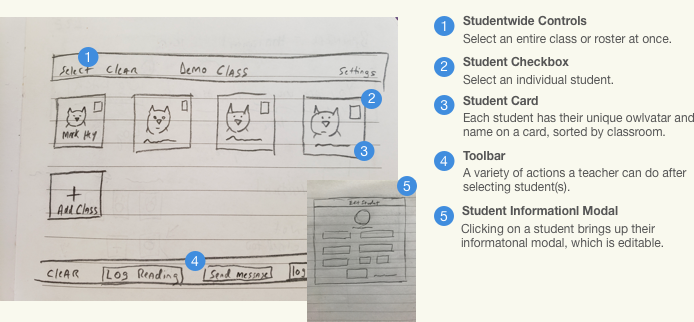 1
Select
Clear
Demo Class
Settings
2
Mark Hy
3
+
Add Class
5
Edit Student
4
Clear
Log Reading
Send message
log
1 Studentwide Controls
Select an entire class or roster at once.
2 Student Checkbox
Select an individual student.
3 Student Card
Each student has their unique owlvatar and
name on a card, sorted by classroom.
4 Toolbar
A variety of actions a teacher can do after
selecting student(s).
5 Student Informationl Modal
Clicking on a student brings up their
informatonal modal, which is editable.